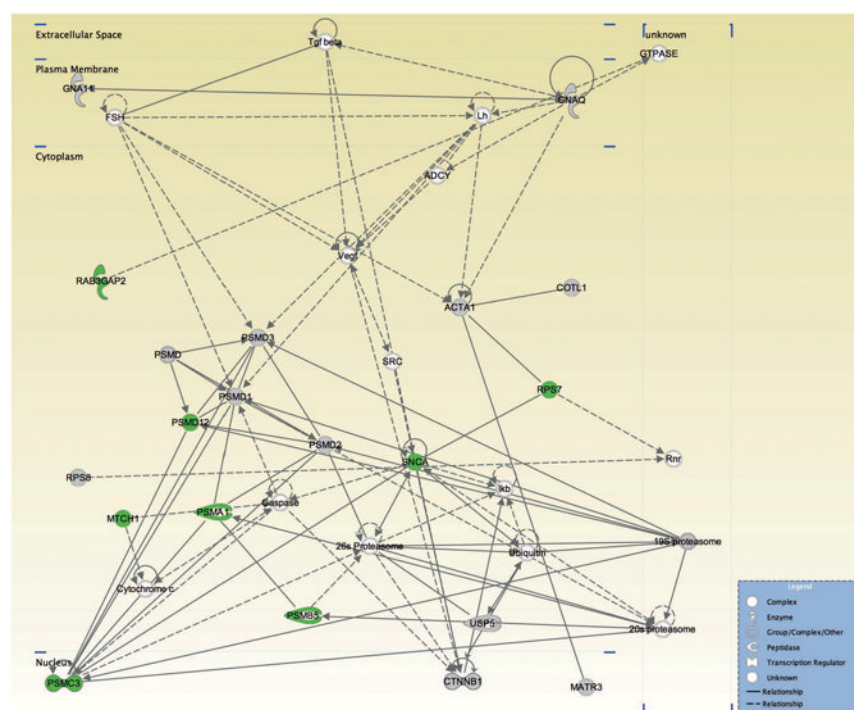 Extracellular Space
Tgf beta
unknown
GTPASE
Plasma Membrane
GNA11
GNAQ
FSH
Lh
Cytoplasm
ADCY
Vegf
RAB3GAP2
COTL1
ACTA1
PSMD3
PSMD
SRC
RPS7
PSMD1
PSMD12
PSMD2
SNCA
Rnr
RPS8
Ikb
Caspase
MTCH1
PSMA1
26s Proteasome
19S proteasome
Ubiquitin
Cytochrome c
PSMB5
USP5
20s proteasome
Nucleus
PSMC3
CTNNB1
MATR3
Legend
Complex
Enzyme
Group/Complex/Other
Peptidase
Transcription Regulator
Unknown
Relationship
Relationship